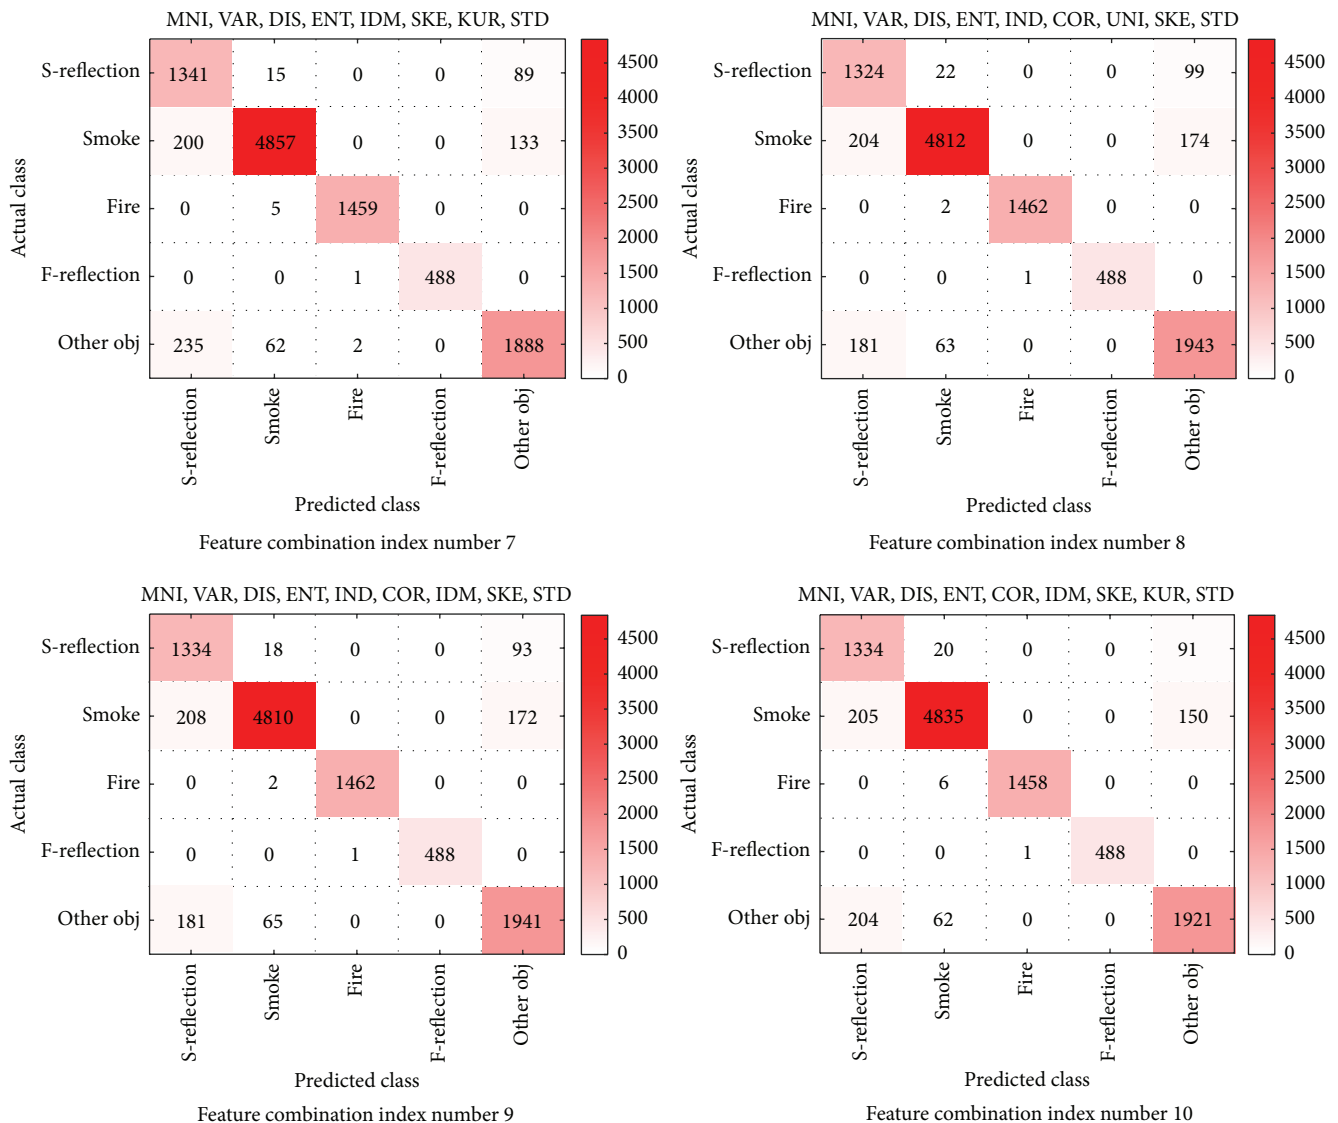 MNI, VAR, DIS, ENT, IDM, SKE, KUR, STD
Actual class
S-reflection 1341 15 0 0 89
Smoke 200 4857 0 0 133
Fire 0 5 1459 0 0
F-reflection 0 0 1 488 0
Other obj 235 62 2 0 1888
S-reflection
Smoke
Fire
F-reflection
Other obj
Predicted class
4500
4000
3500
3000
2500
2000
1500
1000
500
0
Feature combination index number 7
MNI, VAR, DIS, ENT, IND, COR, UNI, SKE, STD
Actual class
S-reflection 1324 22 0 0 99
Smoke 204 4812 0 0 174
Fire 0 2 1462 0 0
F-reflection 0 0 1 488 0
Other obj 181 63 0 0 1943
S-reflection
Smoke
Fire
F-reflection
Other obj
Predicted class
4500
4000
3500
3000
2500
2000
1500
1000
500
0
Feature combination index number 8
MNI, VAR, DIS, ENT, IND, COR, IDM, SKE, STD
Actual class
S-reflection 1334 18 0 0 93
Smoke 208 4810 0 0 172
Fire 0 2 1462 0 0
F-reflection 0 0 1 488 0
Other obj 181 65 0 0 1941
S-reflection
Smoke
Fire
F-reflection
Other obj
Predicted class
4500
4000
3500
3000
2500
2000
1500
1000
500
0
Feature combination index number 9
MNI, VAR, DIS, ENT, COR, IDM, SKE, KUR, STD
Actual class
S-reflection 1334 20 0 0 91
Smoke 205 4835 0 0 150
Fire 0 6 1458 0 0
F-reflection 0 0 1 488 0
Other obj 204 62 0 0 1921
S-reflection
Smoke
Fire
F-reflection
Other obj
Predicted class
4500
4000
3500
3000
2500
2000
1500
1000
500
0
Feature combination index number 10